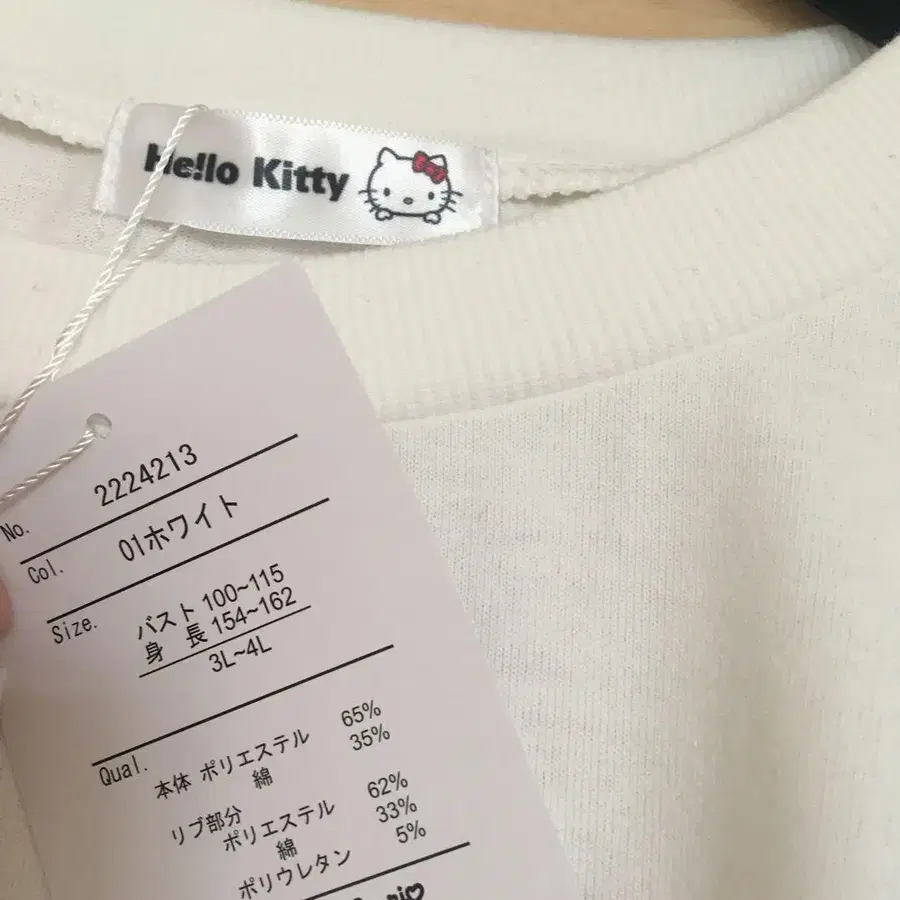 Hello Kitty
No. 2224213
Col. 01ホワイト
Size. バスト 100~115
身 長 154~162
3L~4L
Qual. 本体 ポリエステル 65%
綿 35%
リブ部分
ポリエステル 62%
綿 33%
ポリウレタン 5%